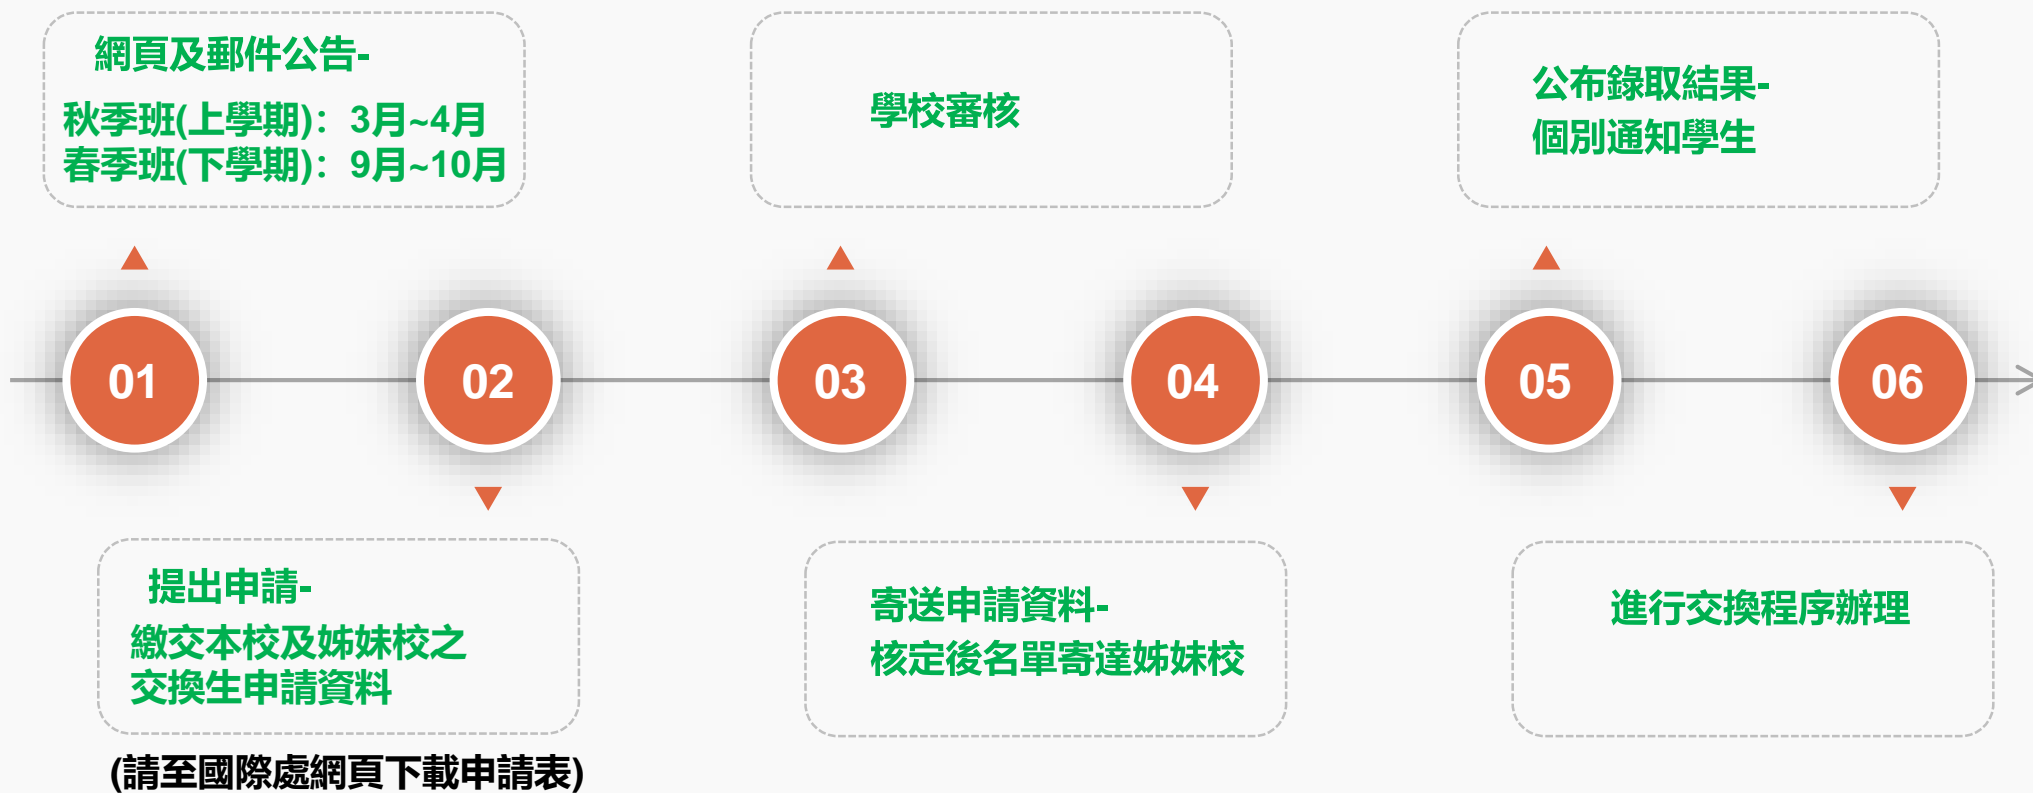 網頁及郵件公告-
秋季班(上學期)：3月~4月
春季班(下學期)：9月~10月
學校審核
公布錄取結果-
個別通知學生
01
02
03
04
05
06
提出申請-
繳交本校及姊妹校之
交換生申請資料
(請至國際處網頁下載申請表)
寄送申請資料-
核定後名單寄達姊妹校
進行交換程序辦理